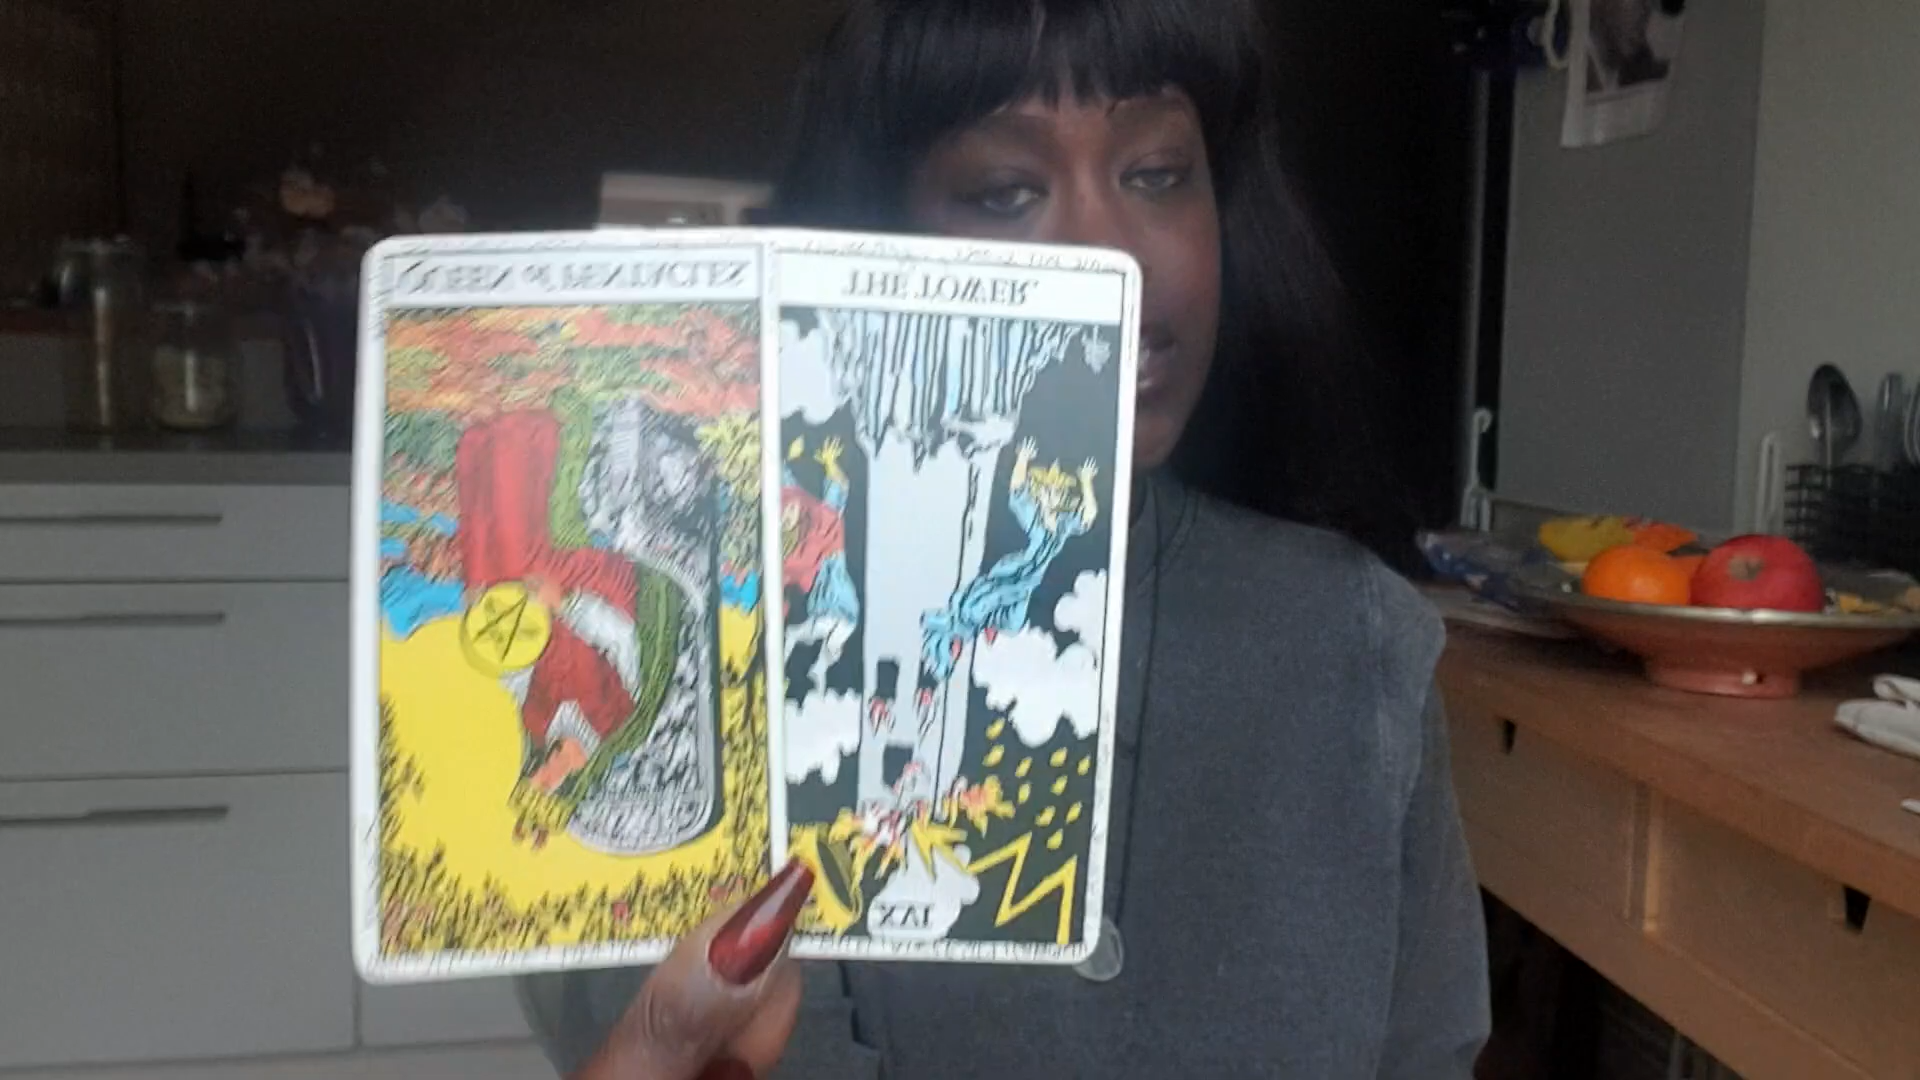 QUEEN of PENTACLES
THE TOWER.
XVI